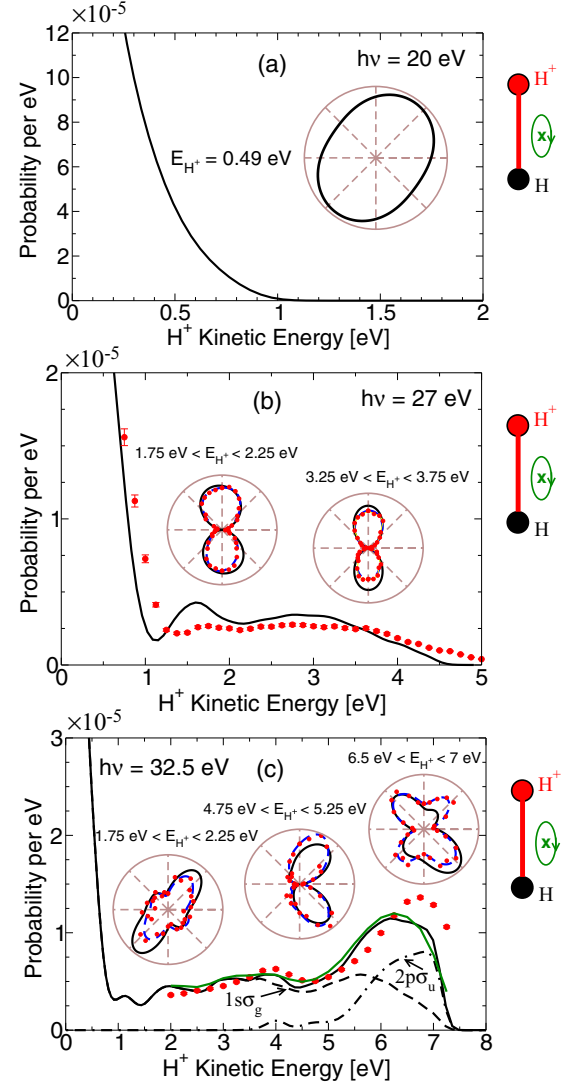 ×10⁻⁵
12
10
8
6
4
2
0
Probability per eV
(a)
hν = 20 eV
E_H⁺ = 0.49 eV
0
0.5
1
1.5
2
H⁺ Kinetic Energy [eV]
H⁺
x
H
×10⁻⁵
2
1
0
Probability per eV
(b)
hν = 27 eV
1.75 eV < E_H⁺ < 2.25 eV
3.25 eV < E_H⁺ < 3.75 eV
0
1
2
3
4
5
H⁺ Kinetic Energy [eV]
H⁺
x
H
×10⁻⁵
3
2
1
0
Probability per eV
hν = 32.5 eV
(c)
6.5 eV < E_H⁺ < 7 eV
4.75 eV < E_H⁺ < 5.25 eV
1.75 eV < E_H⁺ < 2.25 eV
1sσ_g
2pσ_u
0
1
2
3
4
5
6
7
8
H⁺ Kinetic Energy [eV]
H⁺
x
H